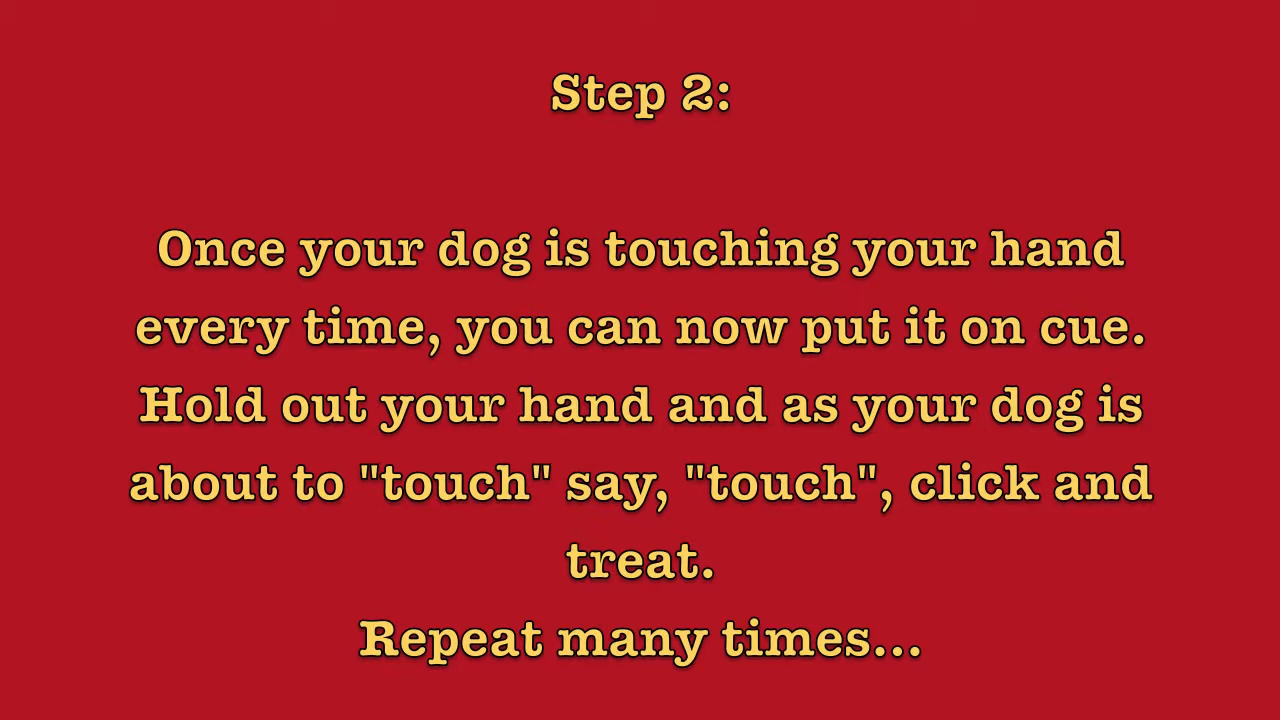 Step 2:
Once your dog is touching your hand
every time, you can now put it on cue.
Hold out your hand and as your dog is
about to "touch" say, "touch", click and
treat.
Repeat many times...